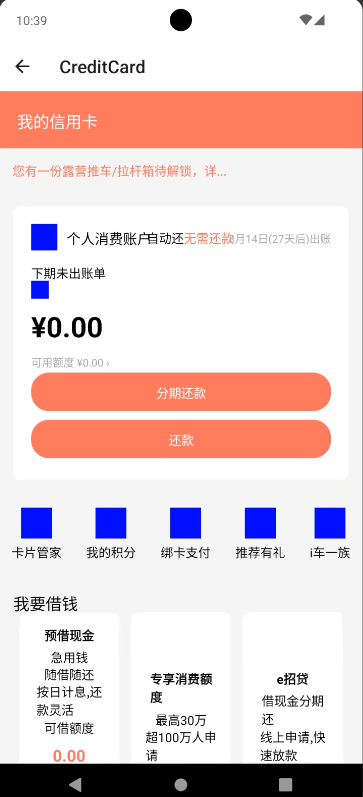 10:39
CreditCard
我的信用卡
您有一份露营推车/拉杆箱待解锁，详...
个人消费账户 自动还 无需还款 月14日(27天后)出账
下期未出账单
¥0.00
可用额度 ¥0.00 ›
分期还款
还款
卡片管家 我的积分 绑卡支付 推荐有礼 i车一族
我要借钱
预借现金
急用钱
随借随还
按日计息,还
款灵活
可借额度
0.00
专享消费额
度
最高30万
超100万人申
请
e招贷
借现金分期
还
线上申请,快
速放款